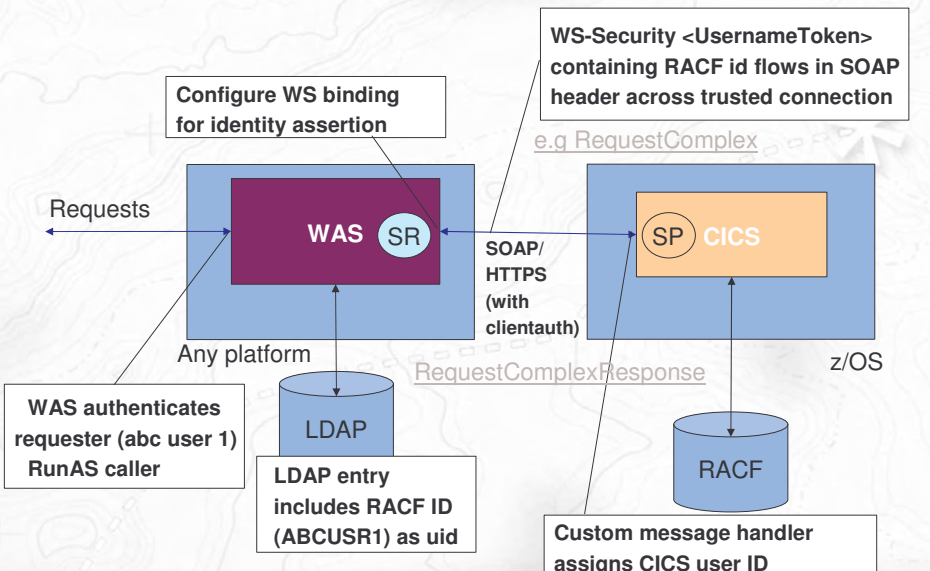 WS-Security <UsernameToken>
containing RACF id flows in SOAP
header across trusted connection
Configure WS binding
for identity assertion
e.g RequestComplex
Requests
WAS
SR
SOAP/
HTTPS
(with
clientauth)
SP
CICS
Any platform
z/OS
RequestComplexResponse
WAS authenticates
requester (abc user 1)
RunAS caller
LDAP
LDAP entry
includes RACF ID
(ABCUSR1) as uid
RACF
Custom message handler
assigns CICS user ID